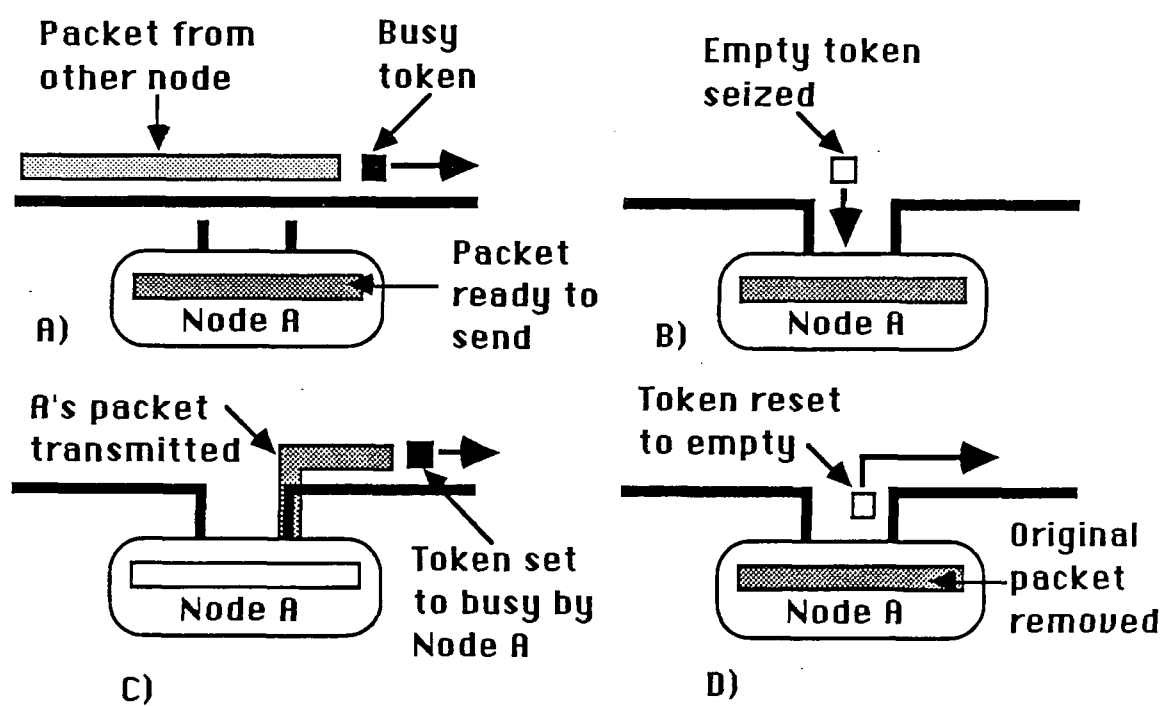 Packet from
other node
Busy
token
Packet
ready to
send
Node A
A)
Empty token
seized
Node A
B)
A's packet
transmitted
Token set
to busy by
Node A
Node A
C)
Token reset
to empty
Original
packet
removed
Node A
D)